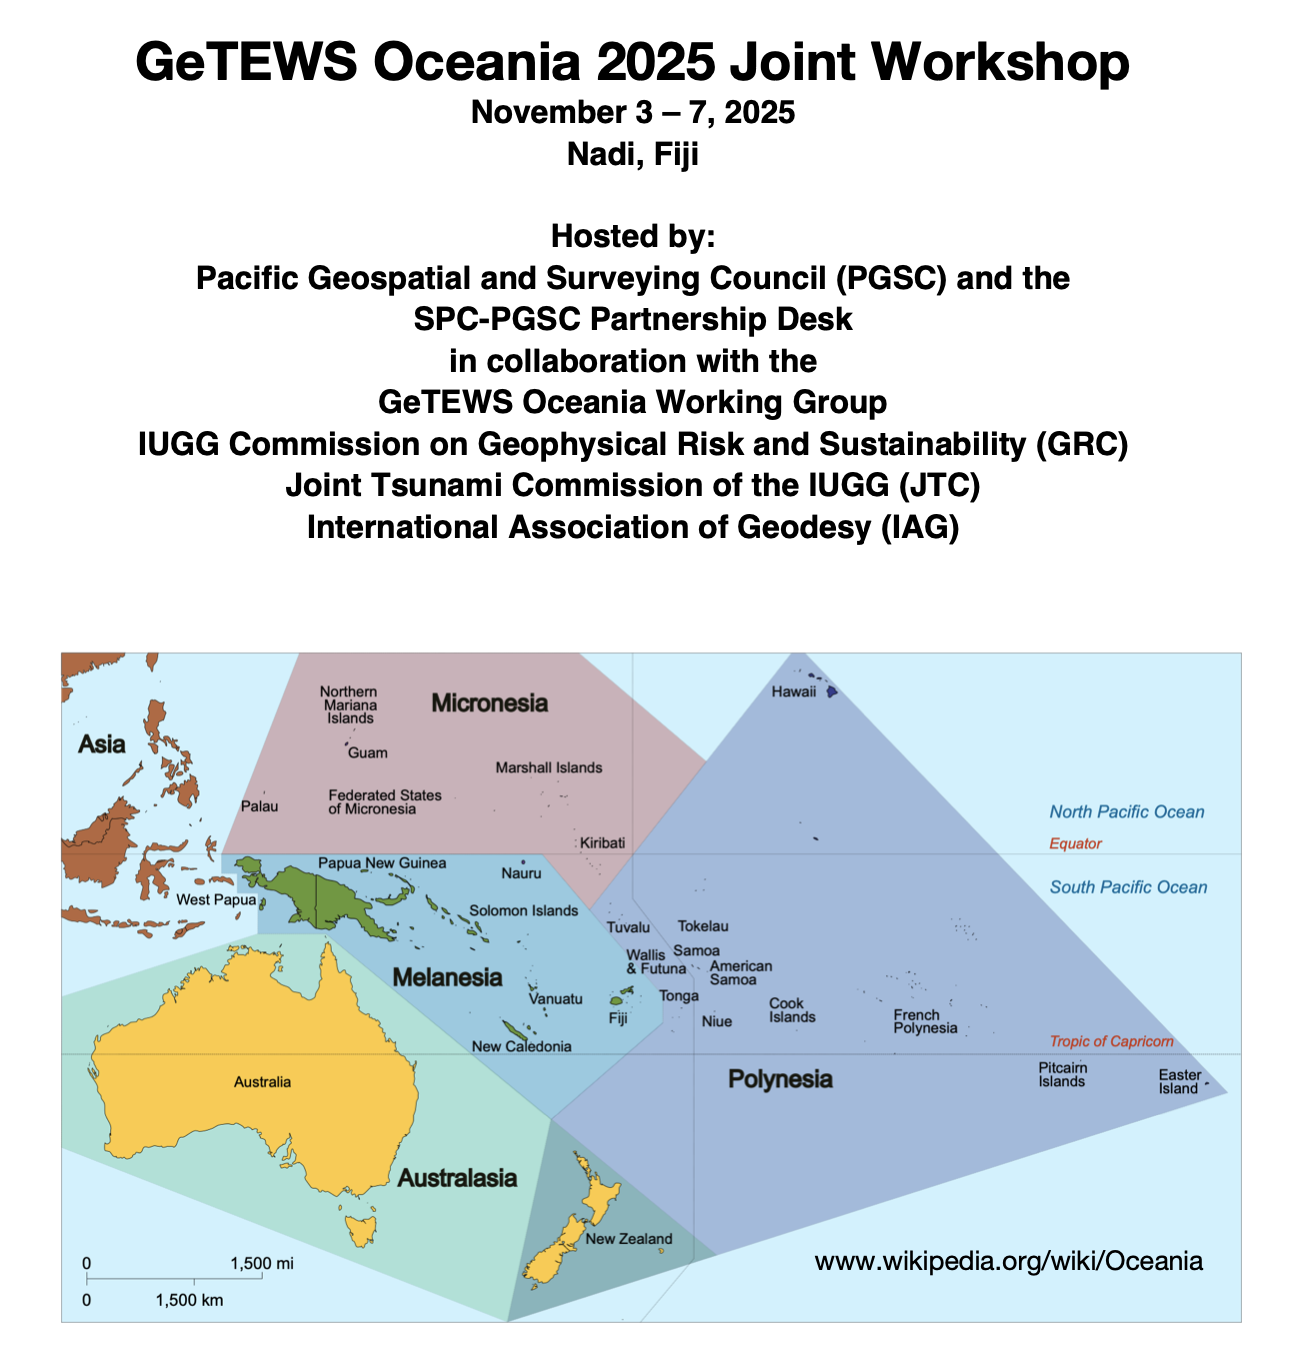 GeTEWS Oceania 2025 Joint Workshop
November 3 – 7, 2025
Nadi, Fiji
Hosted by:
Pacific Geospatial and Surveying Council (PGSC) and the
SPC-PGSC Partnership Desk
in collaboration with the
GeTEWS Oceania Working Group
IUGG Commission on Geophysical Risk and Sustainability (GRC)
Joint Tsunami Commission of the IUGG (JTC)
International Association of Geodesy (IAG)
Hawaii
Northern
Mariana
Islands
Micronesia
Asia
Guam
Marshall Islands
Palau
Federated States
of Micronesia
North Pacific Ocean
Kiribati
Equator
Papua New Guinea
Nauru
South Pacific Ocean
West Papua
Solomon Islands
Tuvalu
Tokelau
Wallis
& Futuna
Samoa
American
Samoa
Melanesia
Vanuatu
Tonga
Fiji
Niue
Cook
Islands
French
Polynesia
New Caledonia
Tropic of Capricorn
Australia
Polynesia
Pitcairn
Islands
Easter
Island
Australasia
New Zealand
0
1,500 mi
0
1,500 km
www.wikipedia.org/wiki/Oceania